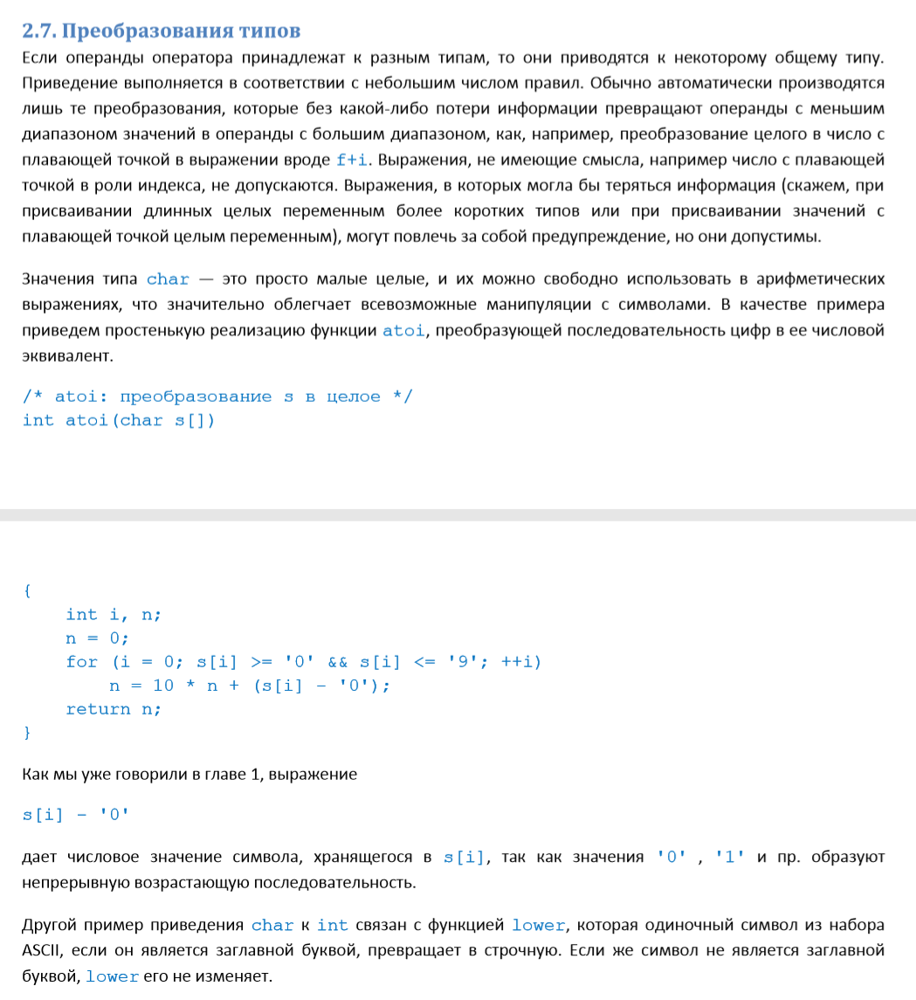 2.7. Преобразования типов
Если операнды оператора принадлежат к разным типам, то они приводятся к некоторому общему типу.
Приведение выполняется в соответствии с небольшим числом правил. Обычно автоматически производятся
лишь те преобразования, которые без какой-либо потери информации превращают операнды с меньшим
диапазоном значений в операнды с большим диапазоном, как, например, преобразование целого в число с
плавающей точкой в выражении вроде f+i. Выражения, не имеющие смысла, например число с плавающей
точкой в роли индекса, не допускаются. Выражения, в которых могла бы теряться информация (скажем, при
присваивании длинных целых переменным более коротких типов или при присваивании значений с
плавающей точкой целым переменным), могут повлечь за собой предупреждение, но они допустимы.
Значения типа char — это просто малые целые, и их можно свободно использовать в арифметических
выражениях, что значительно облегчает всевозможные манипуляции с символами. В качестве примера
приведем простенькую реализацию функции atoi, преобразующей последовательность цифр в ее числовой
эквивалент.
/* atoi: преобразование s в целое */
int atoi(char s[])
{
    int i, n;
    n = 0;
    for (i = 0; s[i] >= '0' && s[i] <= '9'; ++i)
        n = 10 * n + (s[i] - '0');
    return n;
}
Как мы уже говорили в главе 1, выражение
s[i] - '0'
дает числовое значение символа, хранящегося в s[i], так как значения '0' , '1' и пр. образуют
непрерывную возрастающую последовательность.
Другой пример приведения char к int связан с функцией lower, которая одиночный символ из набора
ASCII, если он является заглавной буквой, превращает в строчную. Если же символ не является заглавной
буквой, lower его не изменяет.